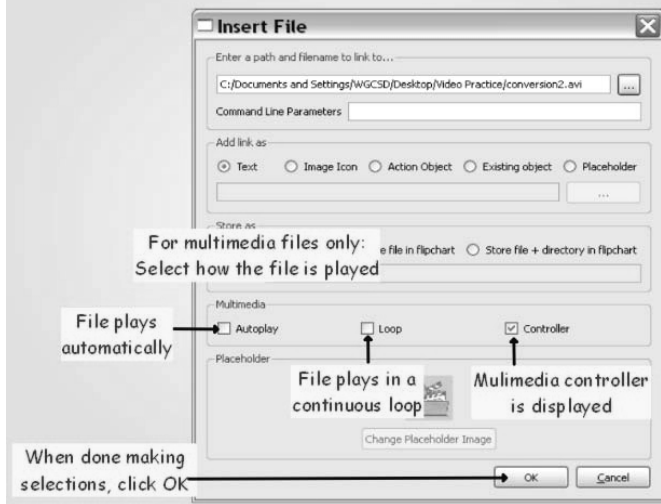 Insert File
Enter a path and filename to link to...
C:/Documents and Settings/WGCSD/Desktop/Video Practice/conversion2.avi ...
Command Line Parameters
Add link as
Text Image Icon Action Object Existing object Placeholder
...
Store as
For multimedia files only:
Select how the file is played
file in flipchart Store file + directory in flipchart
Multimedia
File plays
automatically
Autoplay Loop Controller
Placeholder
File plays in a
continuous loop
Mulimedia controller
is displayed
Change Placeholder Image
When done making
selections, click OK
OK Cancel